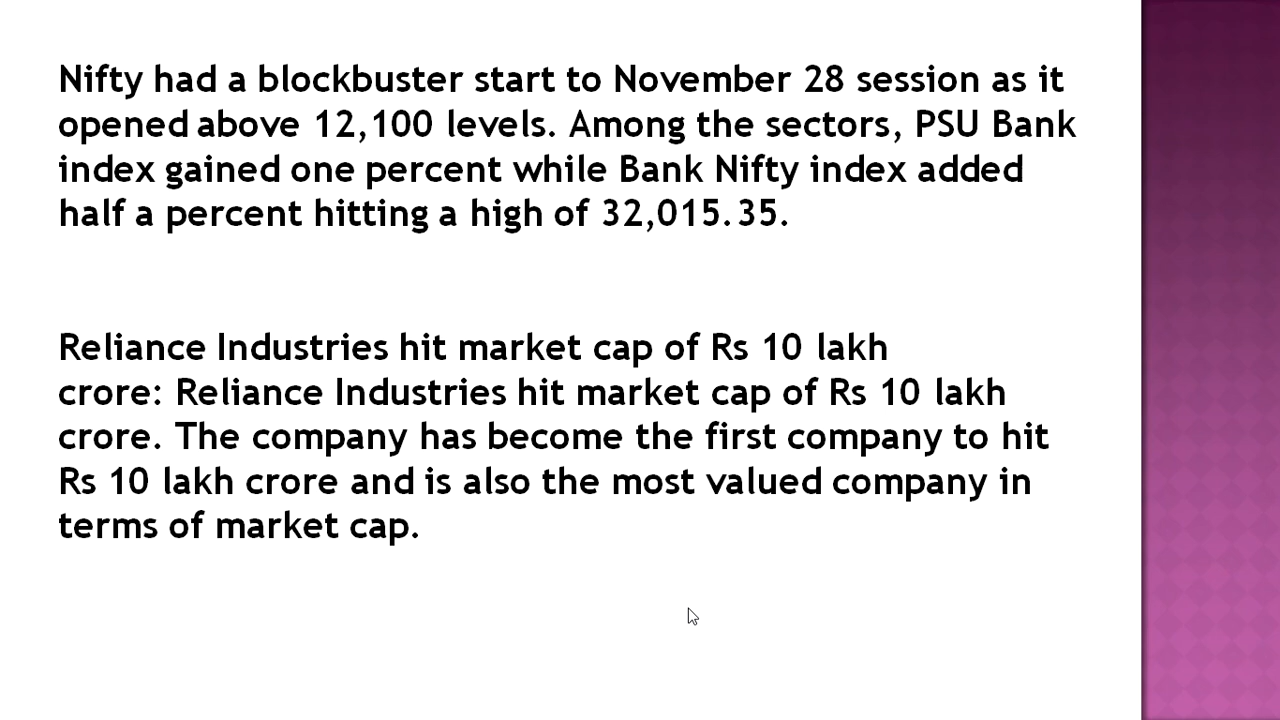 Nifty had a blockbuster start to November 28 session as it
opened above 12,100 levels. Among the sectors, PSU Bank
index gained one percent while Bank Nifty index added
half a percent hitting a high of 32,015.35.
Reliance Industries hit market cap of Rs 10 lakh
crore: Reliance Industries hit market cap of Rs 10 lakh
crore. The company has become the first company to hit
Rs 10 lakh crore and is also the most valued company in
terms of market cap.